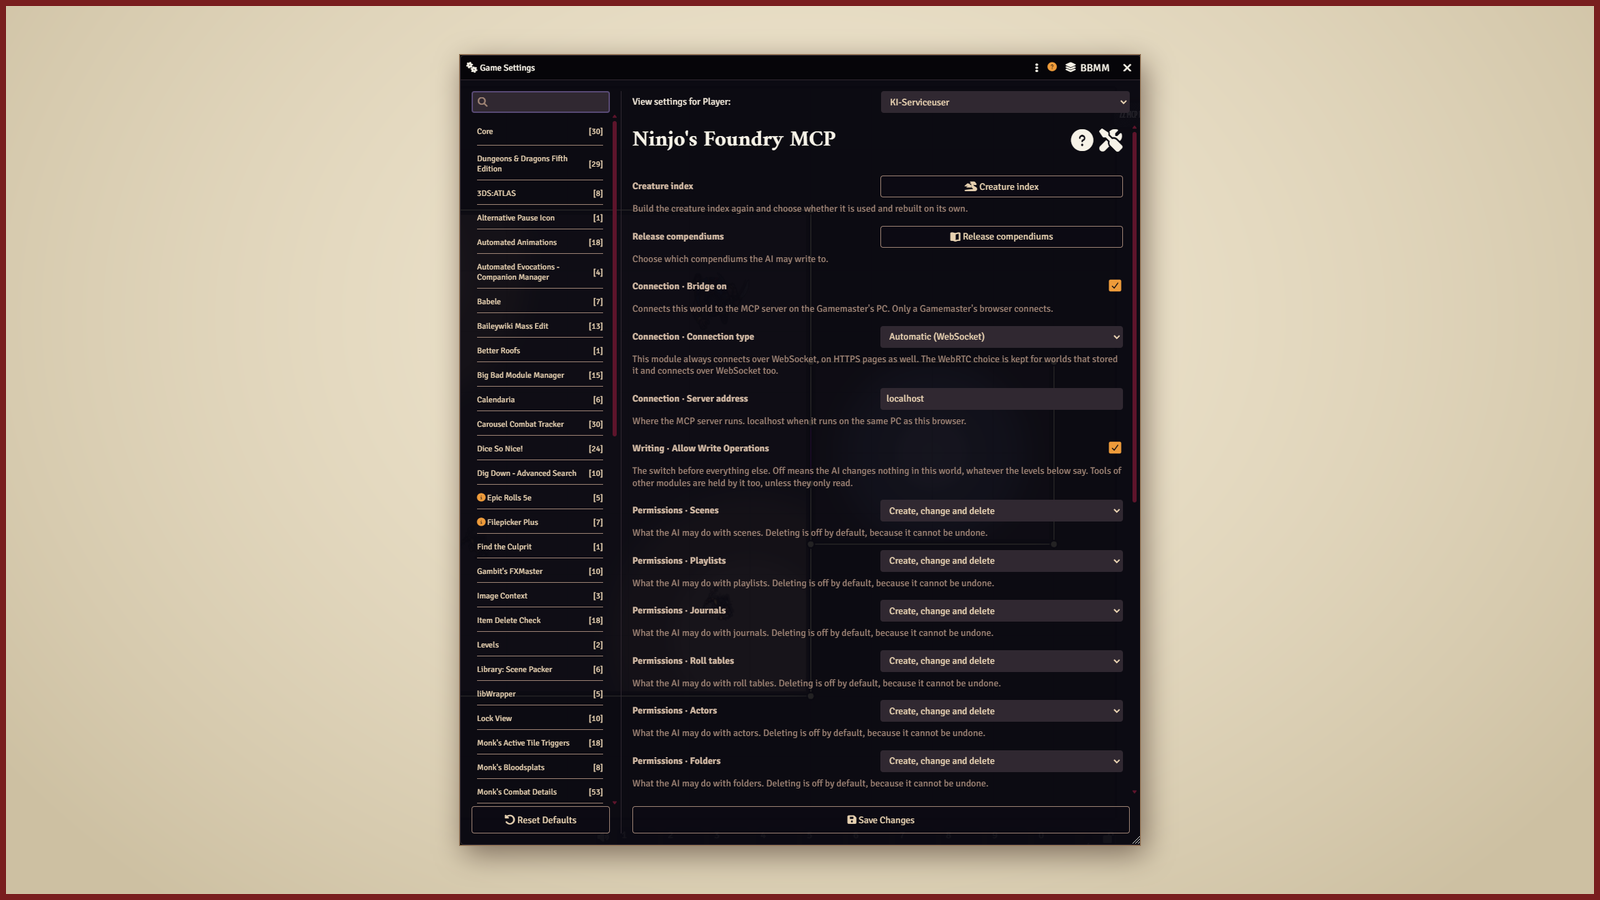 Game Settings
BBMM
View settings for Player:
KI-Serviceuser
Core [30]
Dungeons & Dragons Fifth
Edition [29]
3DS:ATLAS [8]
Alternative Pause Icon [1]
Automated Animations [18]
Automated Evocations -
Companion Manager [4]
Babele [7]
Baileywiki Mass Edit [13]
Better Roofs [1]
Big Bad Module Manager [15]
Calendaria [6]
Carousel Combat Tracker [30]
Dice So Nice! [24]
Dig Down - Advanced Search [10]
Epic Rolls 5e [5]
Filepicker Plus [7]
Find the Culprit [1]
Gambit's FXMaster [10]
Image Context [3]
Item Delete Check [18]
Levels [2]
Library: Scene Packer [6]
libWrapper [5]
Lock View [10]
Monk's Active Tile Triggers [18]
Monk's Bloodsplats [8]
Monk's Combat Details [53]
Reset Defaults
Ninjo's Foundry MCP
Creature index
Creature index
Build the creature index again and choose whether it is used and rebuilt on its own.
Release compendiums
Release compendiums
Choose which compendiums the AI may write to.
Connection · Bridge on
Connects this world to the MCP server on the Gamemaster's PC. Only a Gamemaster's browser connects.
Connection · Connection type
Automatic (WebSocket)
This module always connects over WebSocket, on HTTPS pages as well. The WebRTC choice is kept for worlds that stored
it and connects over WebSocket too.
Connection · Server address
localhost
Where the MCP server runs. localhost when it runs on the same PC as this browser.
Writing · Allow Write Operations
The switch before everything else. Off means the AI changes nothing in this world, whatever the levels below say. Tools of
other modules are held by it too, unless they only read.
Permissions · Scenes
Create, change and delete
What the AI may do with scenes. Deleting is off by default, because it cannot be undone.
Permissions · Playlists
Create, change and delete
What the AI may do with playlists. Deleting is off by default, because it cannot be undone.
Permissions · Journals
Create, change and delete
What the AI may do with journals. Deleting is off by default, because it cannot be undone.
Permissions · Roll tables
Create, change and delete
What the AI may do with roll tables. Deleting is off by default, because it cannot be undone.
Permissions · Actors
Create, change and delete
What the AI may do with actors. Deleting is off by default, because it cannot be undone.
Permissions · Folders
Create, change and delete
What the AI may do with folders. Deleting is off by default, because it cannot be undone.
Save Changes